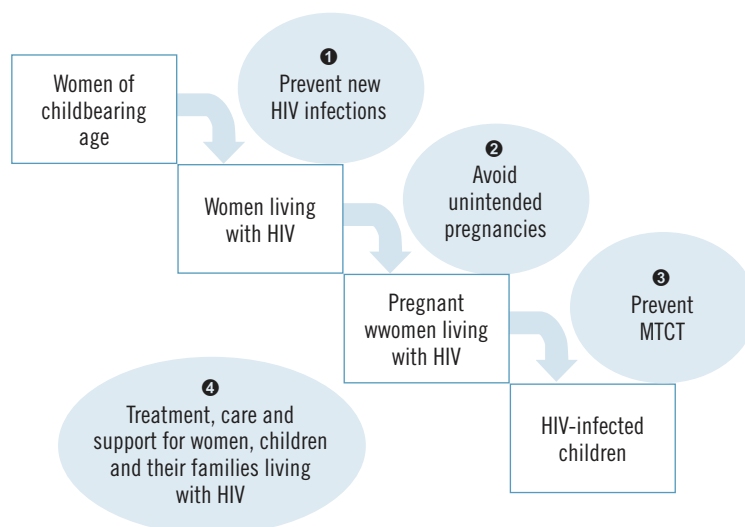 Women of
childbearing
age
❶
Prevent new
HIV infections
Women living
with HIV
❷
Avoid
unintended
pregnancies
Pregnant
wwomen living
with HIV
❸
Prevent
MTCT
HIV-infected
children
❹
Treatment, care and
support for women, children
and their families living
with HIV